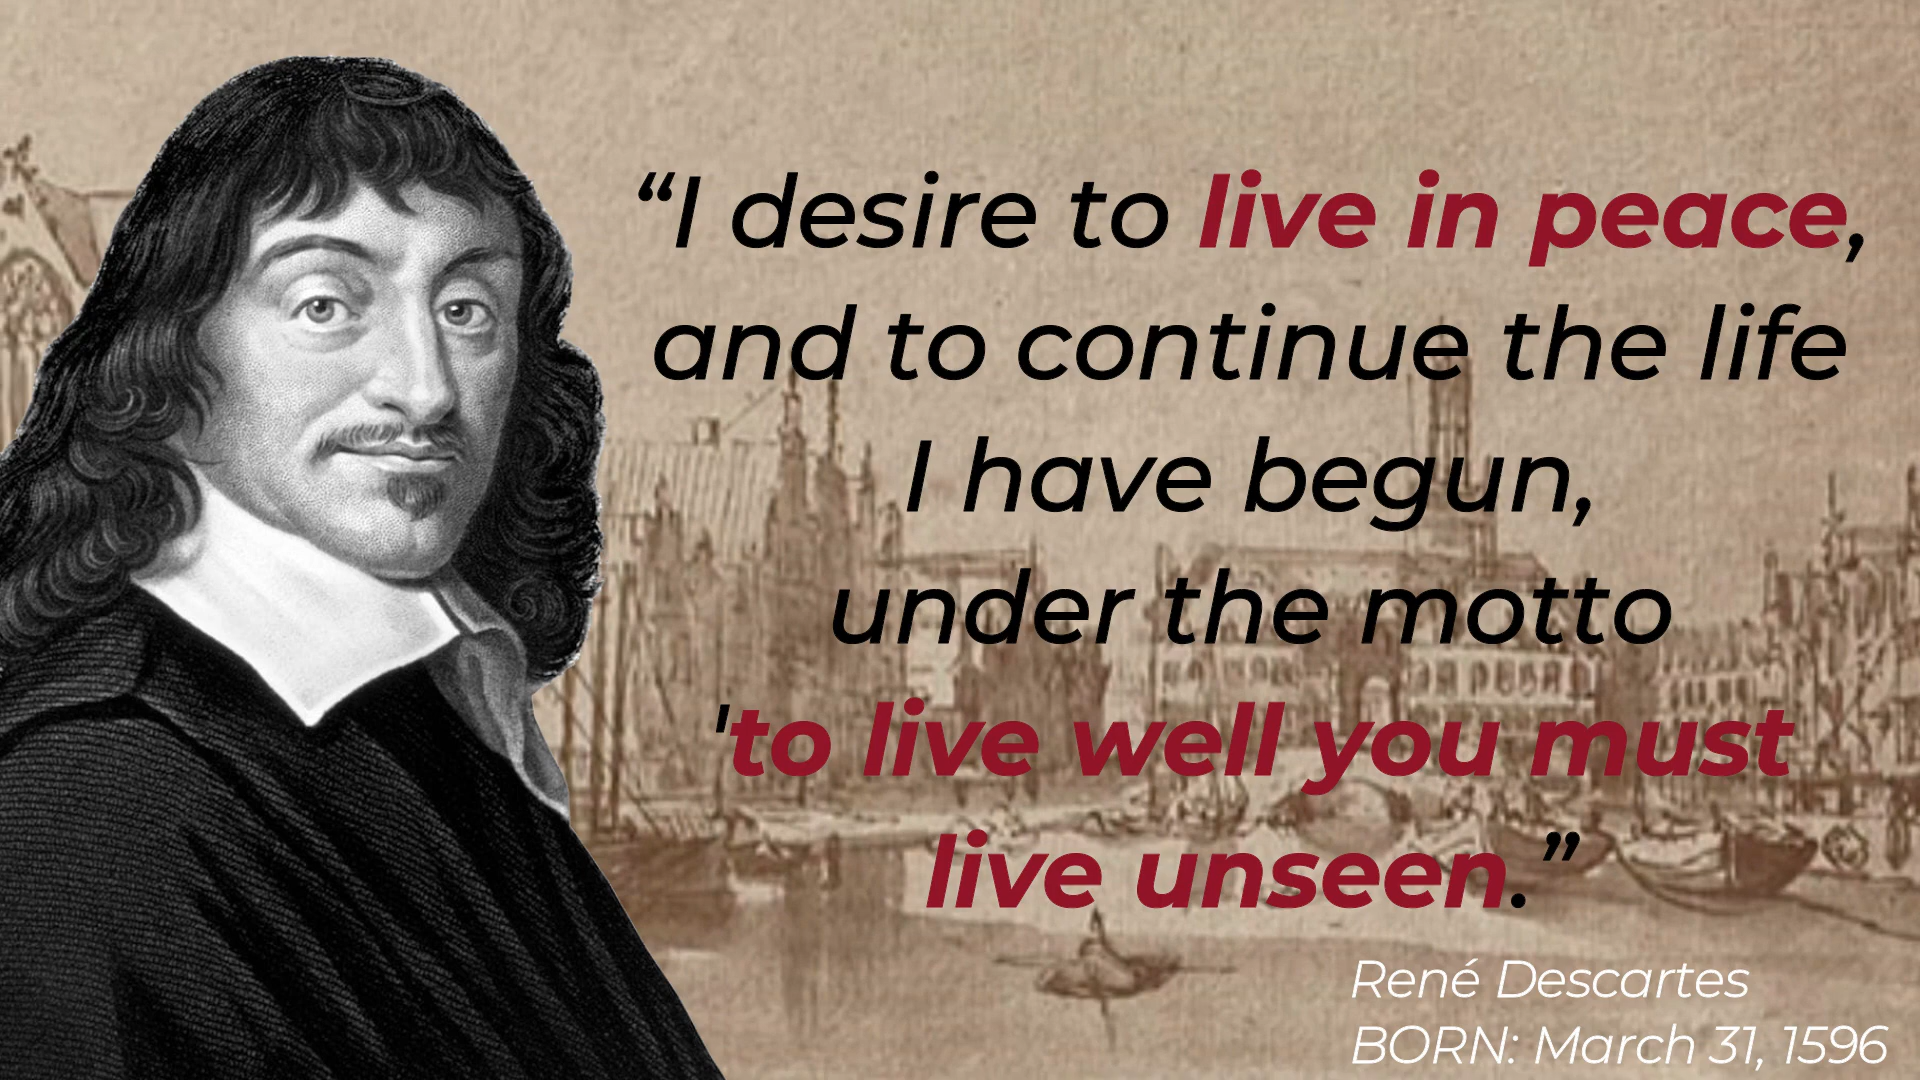 “I desire to live in peace,
and to continue the life
I have begun,
under the motto
'to live well you must
live unseen.”
René Descartes
BORN: March 31, 1596